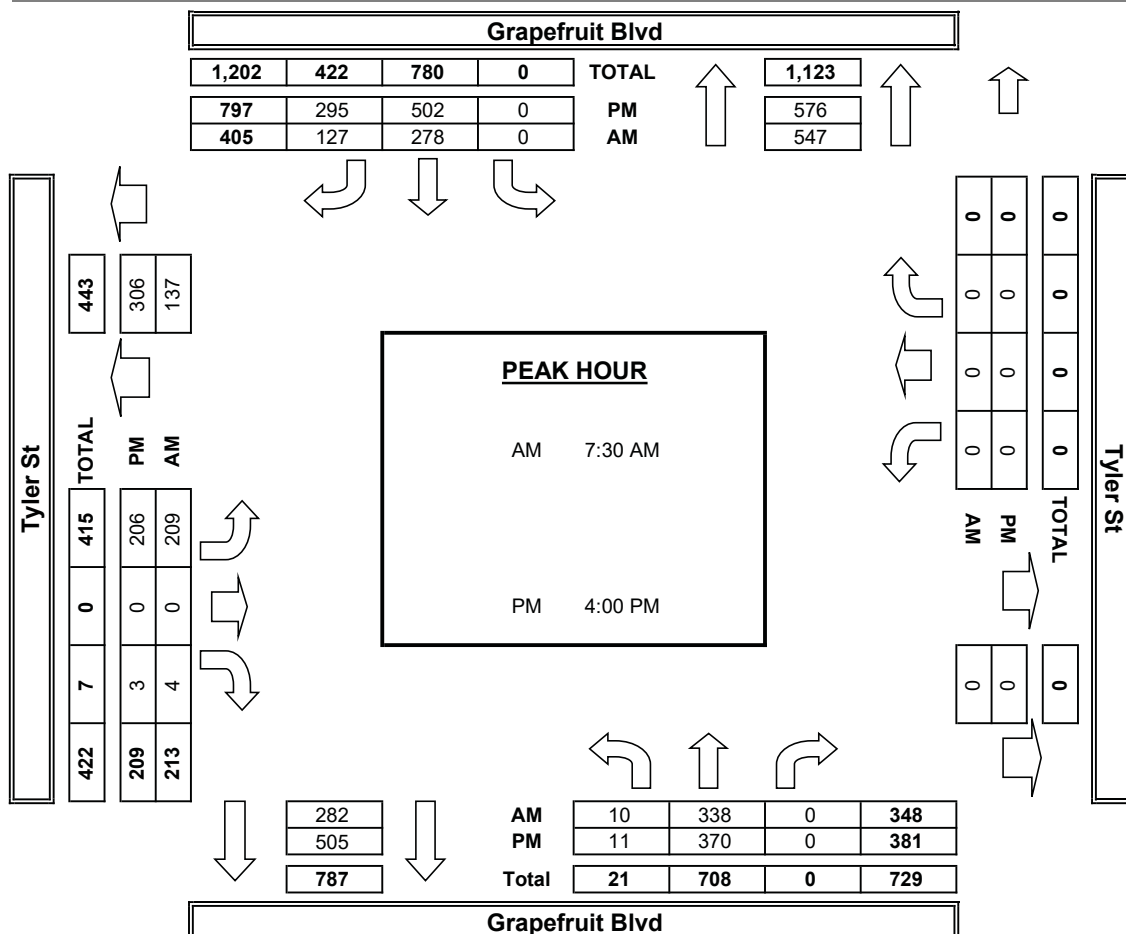 Grapefruit Blvd
1,202 422 780 0 TOTAL 1,123
797 295 502 0 PM 576
405 127 278 0 AM 547
Tyler St
443 306 137
TOTAL PM AM
415 206 209
0 0 0
7 3 4
422 209 213
PEAK HOUR
AM 7:30 AM
PM 4:00 PM
0 0 0
0 0 0
0 0 0
0 0 0
AM PM TOTAL
0 0 0
Tyler St
282 AM 10 338 0 348
505 PM 11 370 0 381
787 Total 21 708 0 729
Grapefruit Blvd